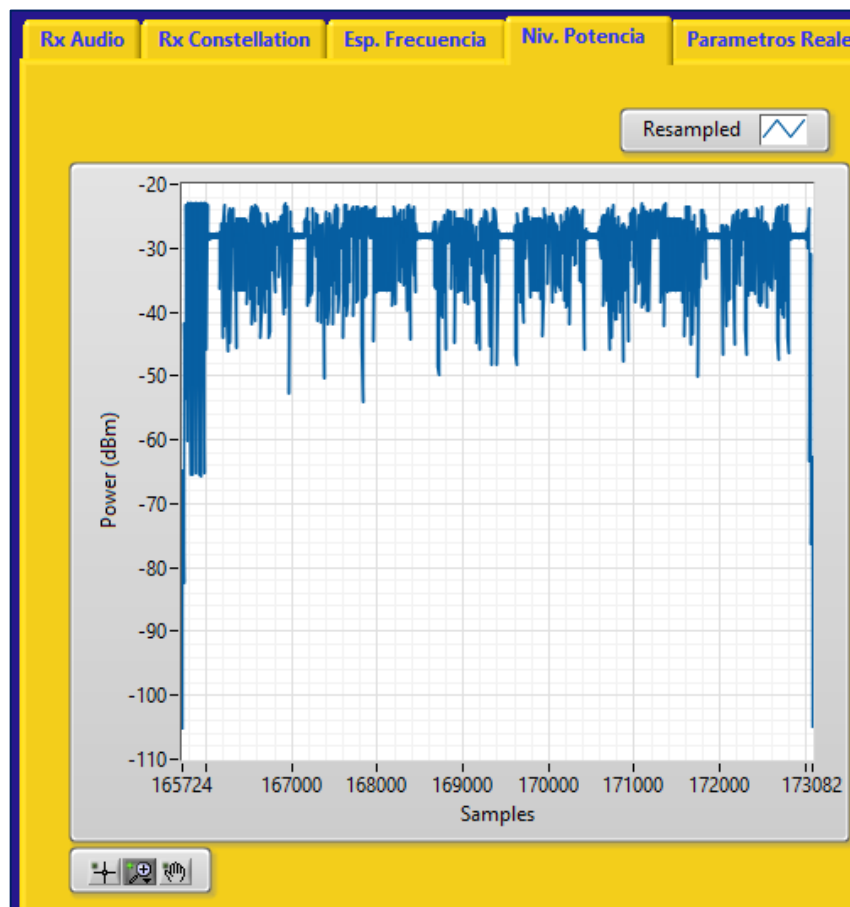 Rx Audio
Rx Constellation
Esp. Frecuencia
Niv. Potencia
Parametros Reale
Resampled
-20
-30
-40
-50
-60
-70
-80
-90
-100
-110
Power (dBm)
165724 167000 168000 169000 170000 171000 172000 173082
Samples